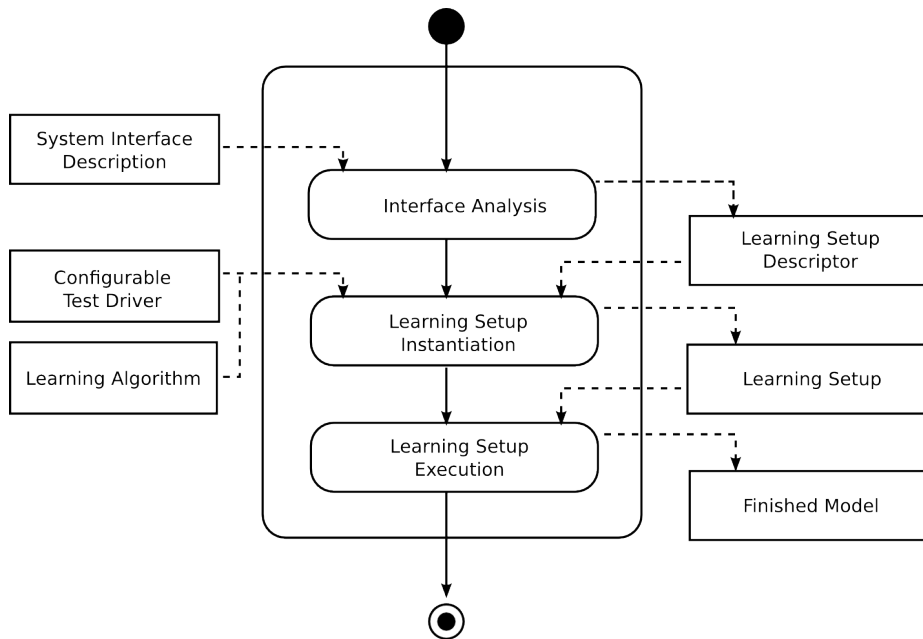 System Interface
Description
Interface Analysis
Learning Setup
Descriptor
Configurable
Test Driver
Learning Setup
Instantiation
Learning Algorithm
Learning Setup
Learning Setup
Execution
Finished Model